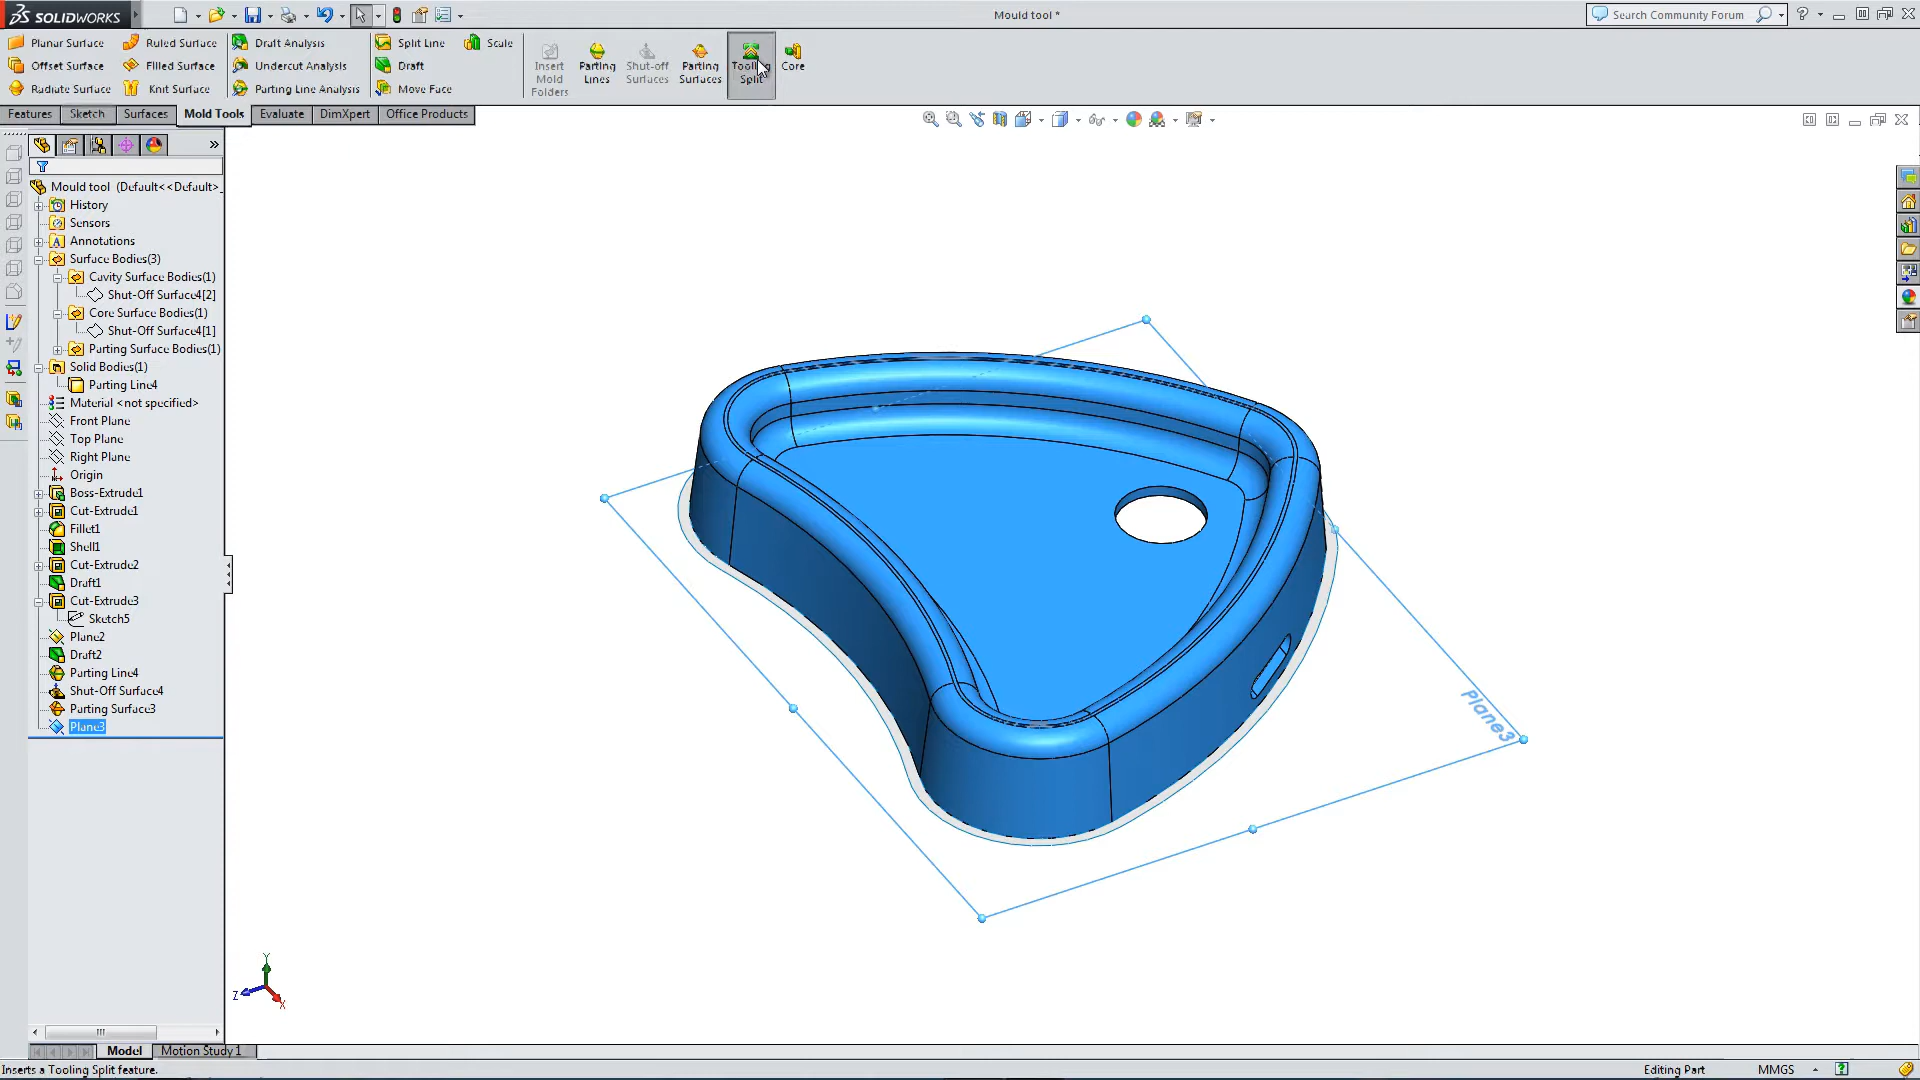 SOLIDWORKS
Mould tool *
Search Community Forum
Planar Surface
Ruled Surface
Draft Analysis
Split Line
Scale
Offset Surface
Filled Surface
Undercut Analysis
Draft
Radiate Surface
Knit Surface
Parting Line Analysis
Move Face
Insert
Mold
Folders
Parting
Lines
Shut-off
Surfaces
Parting
Surfaces
Tooling
Split
Core
Features
Sketch
Surfaces
Mold Tools
Evaluate
DimXpert
Office Products
Mould tool (Default<<Default>_
History
Sensors
Annotations
Surface Bodies(3)
Cavity Surface Bodies(1)
Shut-Off Surface4[2]
Core Surface Bodies(1)
Shut-Off Surface4[1]
Parting Surface Bodies(1)
Solid Bodies(1)
Parting Line4
Material <not specified>
Front Plane
Top Plane
Right Plane
Origin
Boss-Extrude1
Cut-Extrude1
Fillet1
Shell1
Cut-Extrude2
Draft1
Cut-Extrude3
Sketch5
Plane2
Draft2
Parting Line4
Shut-Off Surface4
Parting Surface3
Plane3
Plane3
Y
Z
X
Model
Motion Study 1
Inserts a Tooling Split feature.
Editing Part
MMGS